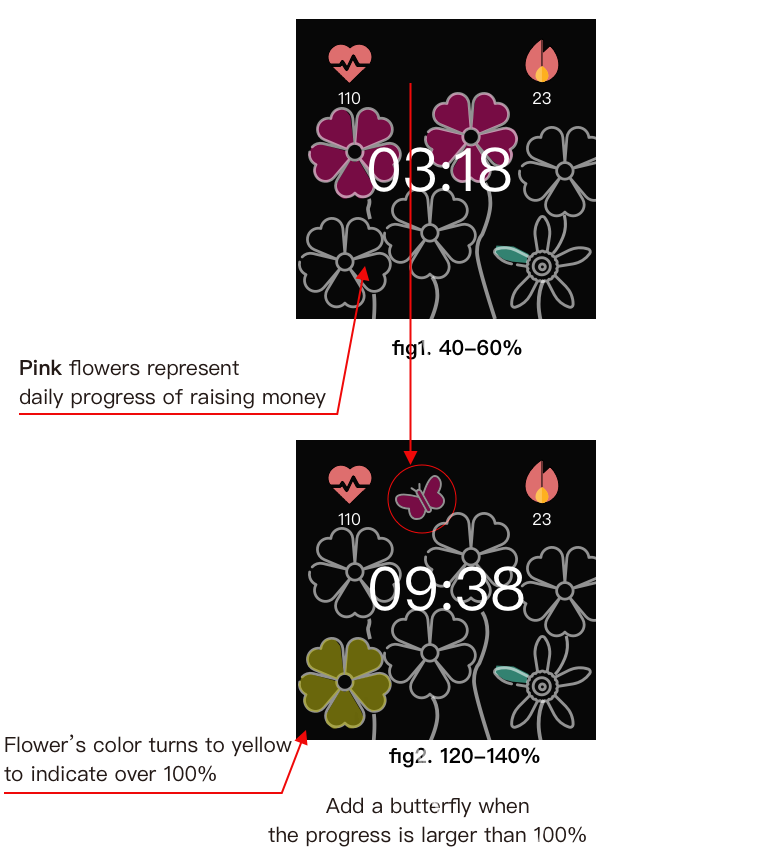 110
23
03:18
fig1. 40–60%
Pink flowers represent
daily progress of raising money
110
23
09:38
Flower’s color turns to yellow
to indicate over 100%
fig2. 120–140%
Add a butterfly when
the progress is larger than 100%